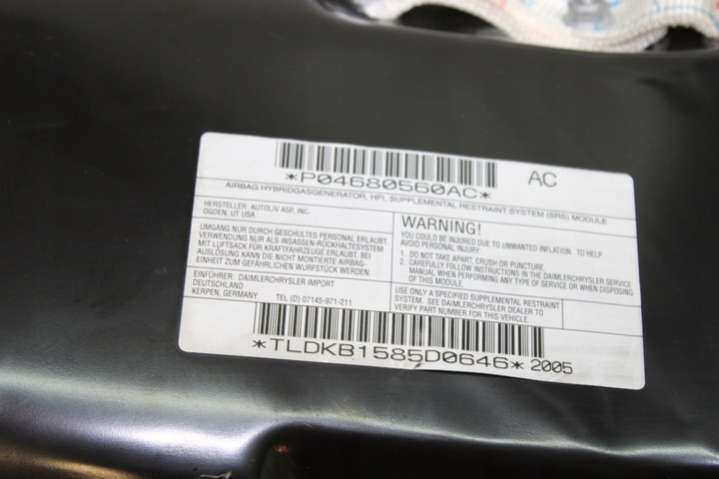 *P04680560AC*
AC
AIRBAG HYBRIDGASGENERATOR, HPI, SUPPLEMENTAL RESTRAINT SYSTEM (SRS) MODULE
HERSTELLER: AUTOLIV ASP, INC.
OGDEN, UT USA
UMGANG NUR DURCH GESCHULTES PERSONAL ERLAUBT.
VERWENDUNG NUR ALS INSASSEN-RÜCKHALTESYSTEM
MIT LUFTSACK FÜR KRAFTFAHRZEUGE ERLAUBT. BEI
AUSLÖSUNG KANN DIE NICHT MONTIERTE AIRBAG-
EINHEIT ZUM GEFÄHRLICHEN WURFSTÜCK WERDEN.
EINFÜHRER: DAIMLERCHRYSLER IMPORT
DEUTSCHLAND
KERPEN, GERMANY TEL (0) 07145-971-211
WARNING!
YOU COULD BE INJURED DUE TO UNWANTED INFLATION. TO HELP
AVOID PERSONAL INJURY:
1. DO NOT TAKE APART, CRUSH OR PUNCTURE.
2. CAREFULLY FOLLOW INSTRUCTIONS IN THE DAIMLERCHRYSLER SERVICE
MANUAL WHEN PERFORMING ANY TYPE OF SERVICE OR WHEN DISPOSING
OF THIS MODULE.
USE ONLY A SPECIFIED SUPPLEMENTAL RESTRAINT
SYSTEM. SEE DAIMLERCHRYSLER DEALER TO
VERIFY PART NUMBER FOR THIS VEHICLE.
*TLDKB1585D0646* 2005